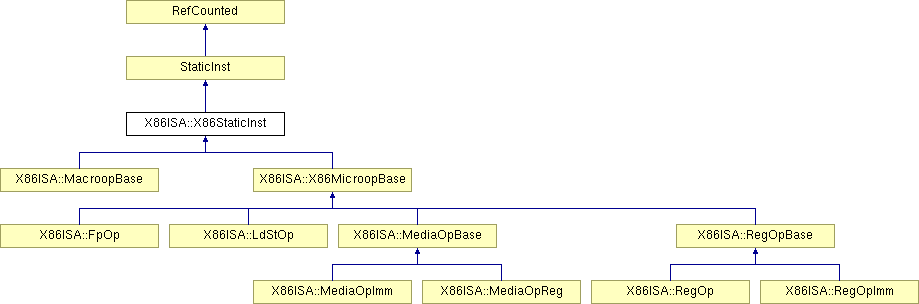 RefCounted
StaticInst
X86ISA::X86StaticInst
X86ISA::MacroopBase
X86ISA::X86MicroopBase
X86ISA::FpOp
X86ISA::LdStOp
X86ISA::MediaOpBase
X86ISA::RegOpBase
X86ISA::MediaOpImm
X86ISA::MediaOpReg
X86ISA::RegOp
X86ISA::RegOpImm